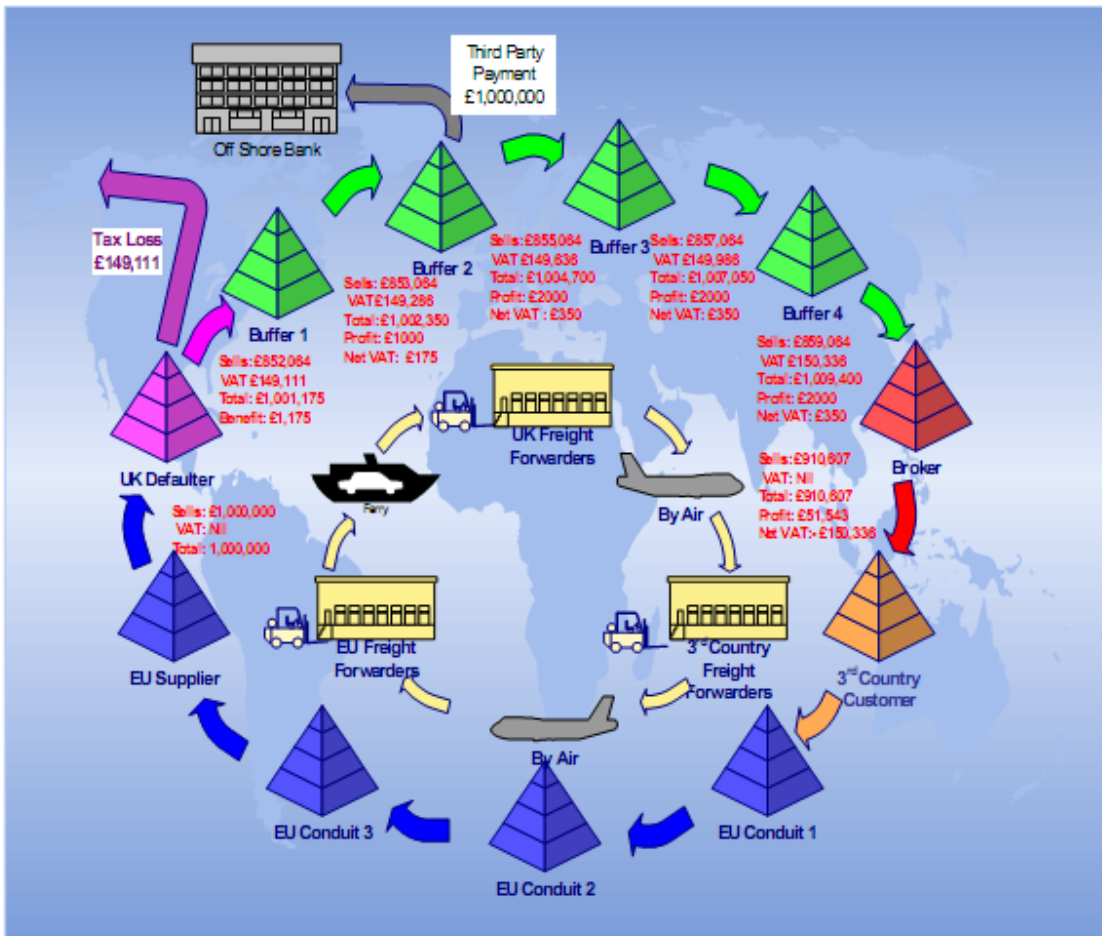 Third Party
Payment
£1,000,000
Off Shore Bank
Tax Loss
£149,111
Buffer 1
Buffer 2
Buffer 3
Buffer 4
Sells: £855,064
VAT £149,636
Total: £1,004,700
Profit: £2000
Net VAT : £350
Sells: £857,064
VAT £149,986
Total: £1,007,050
Profit: £2000
Net VAT: £350
Sells: £853,064
VAT £149,286
Total: £1,002,350
Profit: £1000
Net VAT: £175
Sells: £852,064
VAT £149,111
Total: £1,001,175
Benefit: £1,175
Sells: £859,064
VAT £150,336
Total: £1,009,400
Profit: £2000
Net VAT: £350
UK Freight
Forwarders
UK Defaulter
Broker
Sells: £910,607
VAT: Nil
Total: £910,607
Profit: £51,543
Net VAT:- £150,336
Ferry
By Air
Sells: £1,000,000
VAT: Nil
Total: 1,000,000
EU Supplier
EU Freight
Forwarders
3rd Country
Freight
Forwarders
3rd Country
Customer
By Air
EU Conduit 3
EU Conduit 1
EU Conduit 2